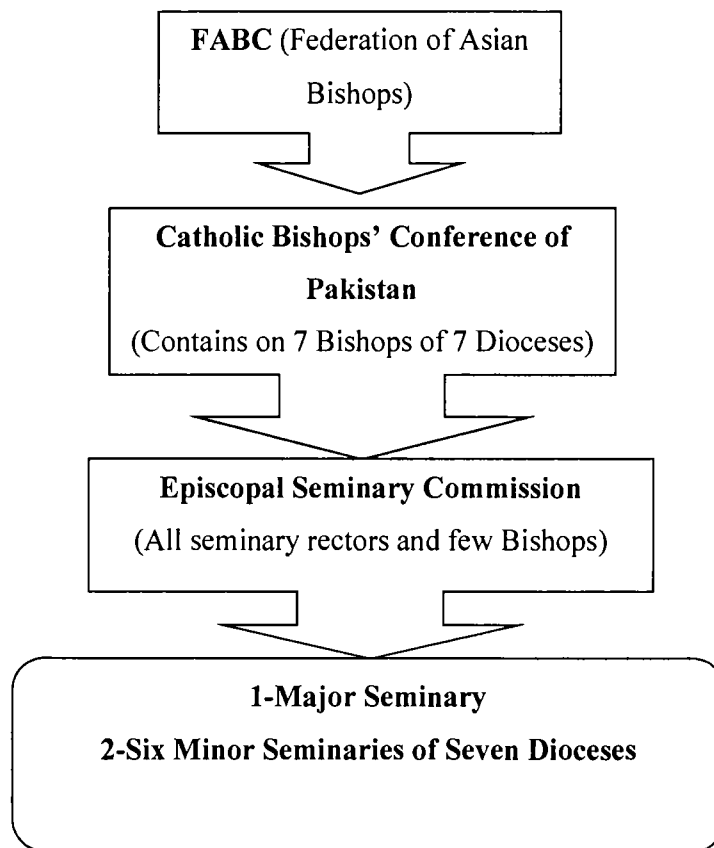 FABC (Federation of Asian
Bishops)
Catholic Bishops’ Conference of
Pakistan
(Contains on 7 Bishops of 7 Dioceses)
Episcopal Seminary Commission
(All seminary rectors and few Bishops)
1-Major Seminary
2-Six Minor Seminaries of Seven Dioceses